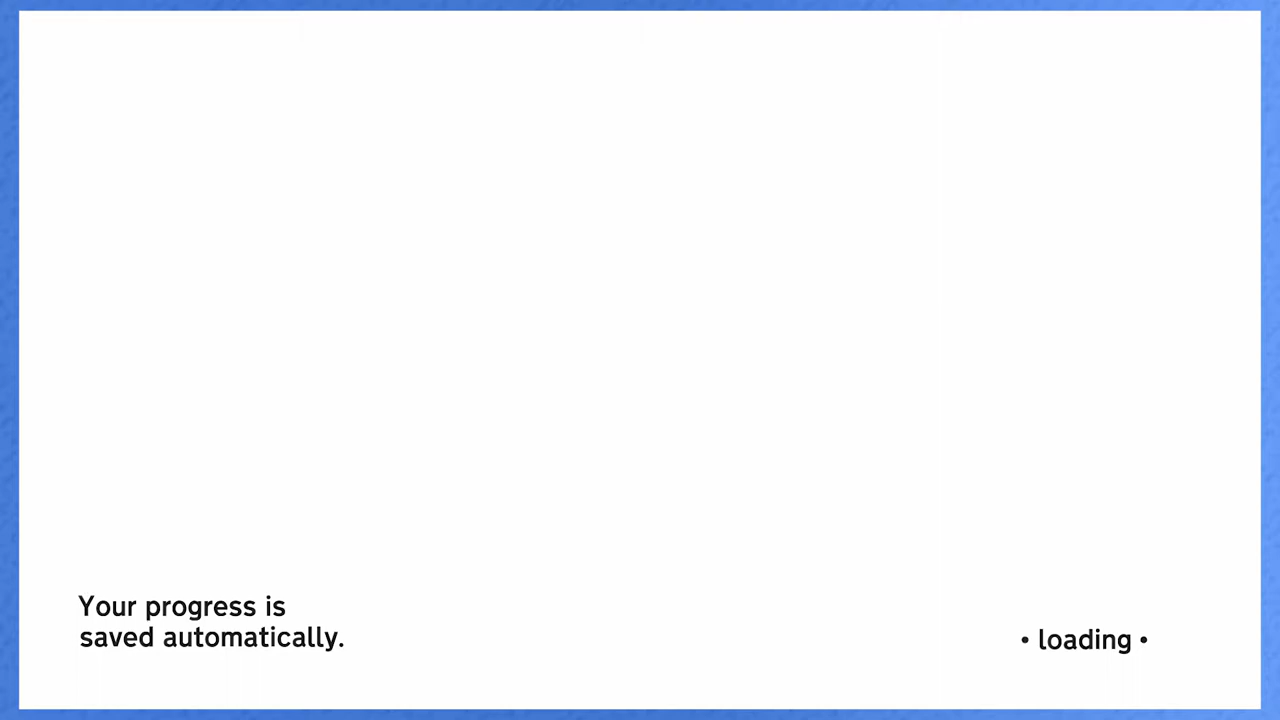 Your progress is
saved automatically.
• loading •